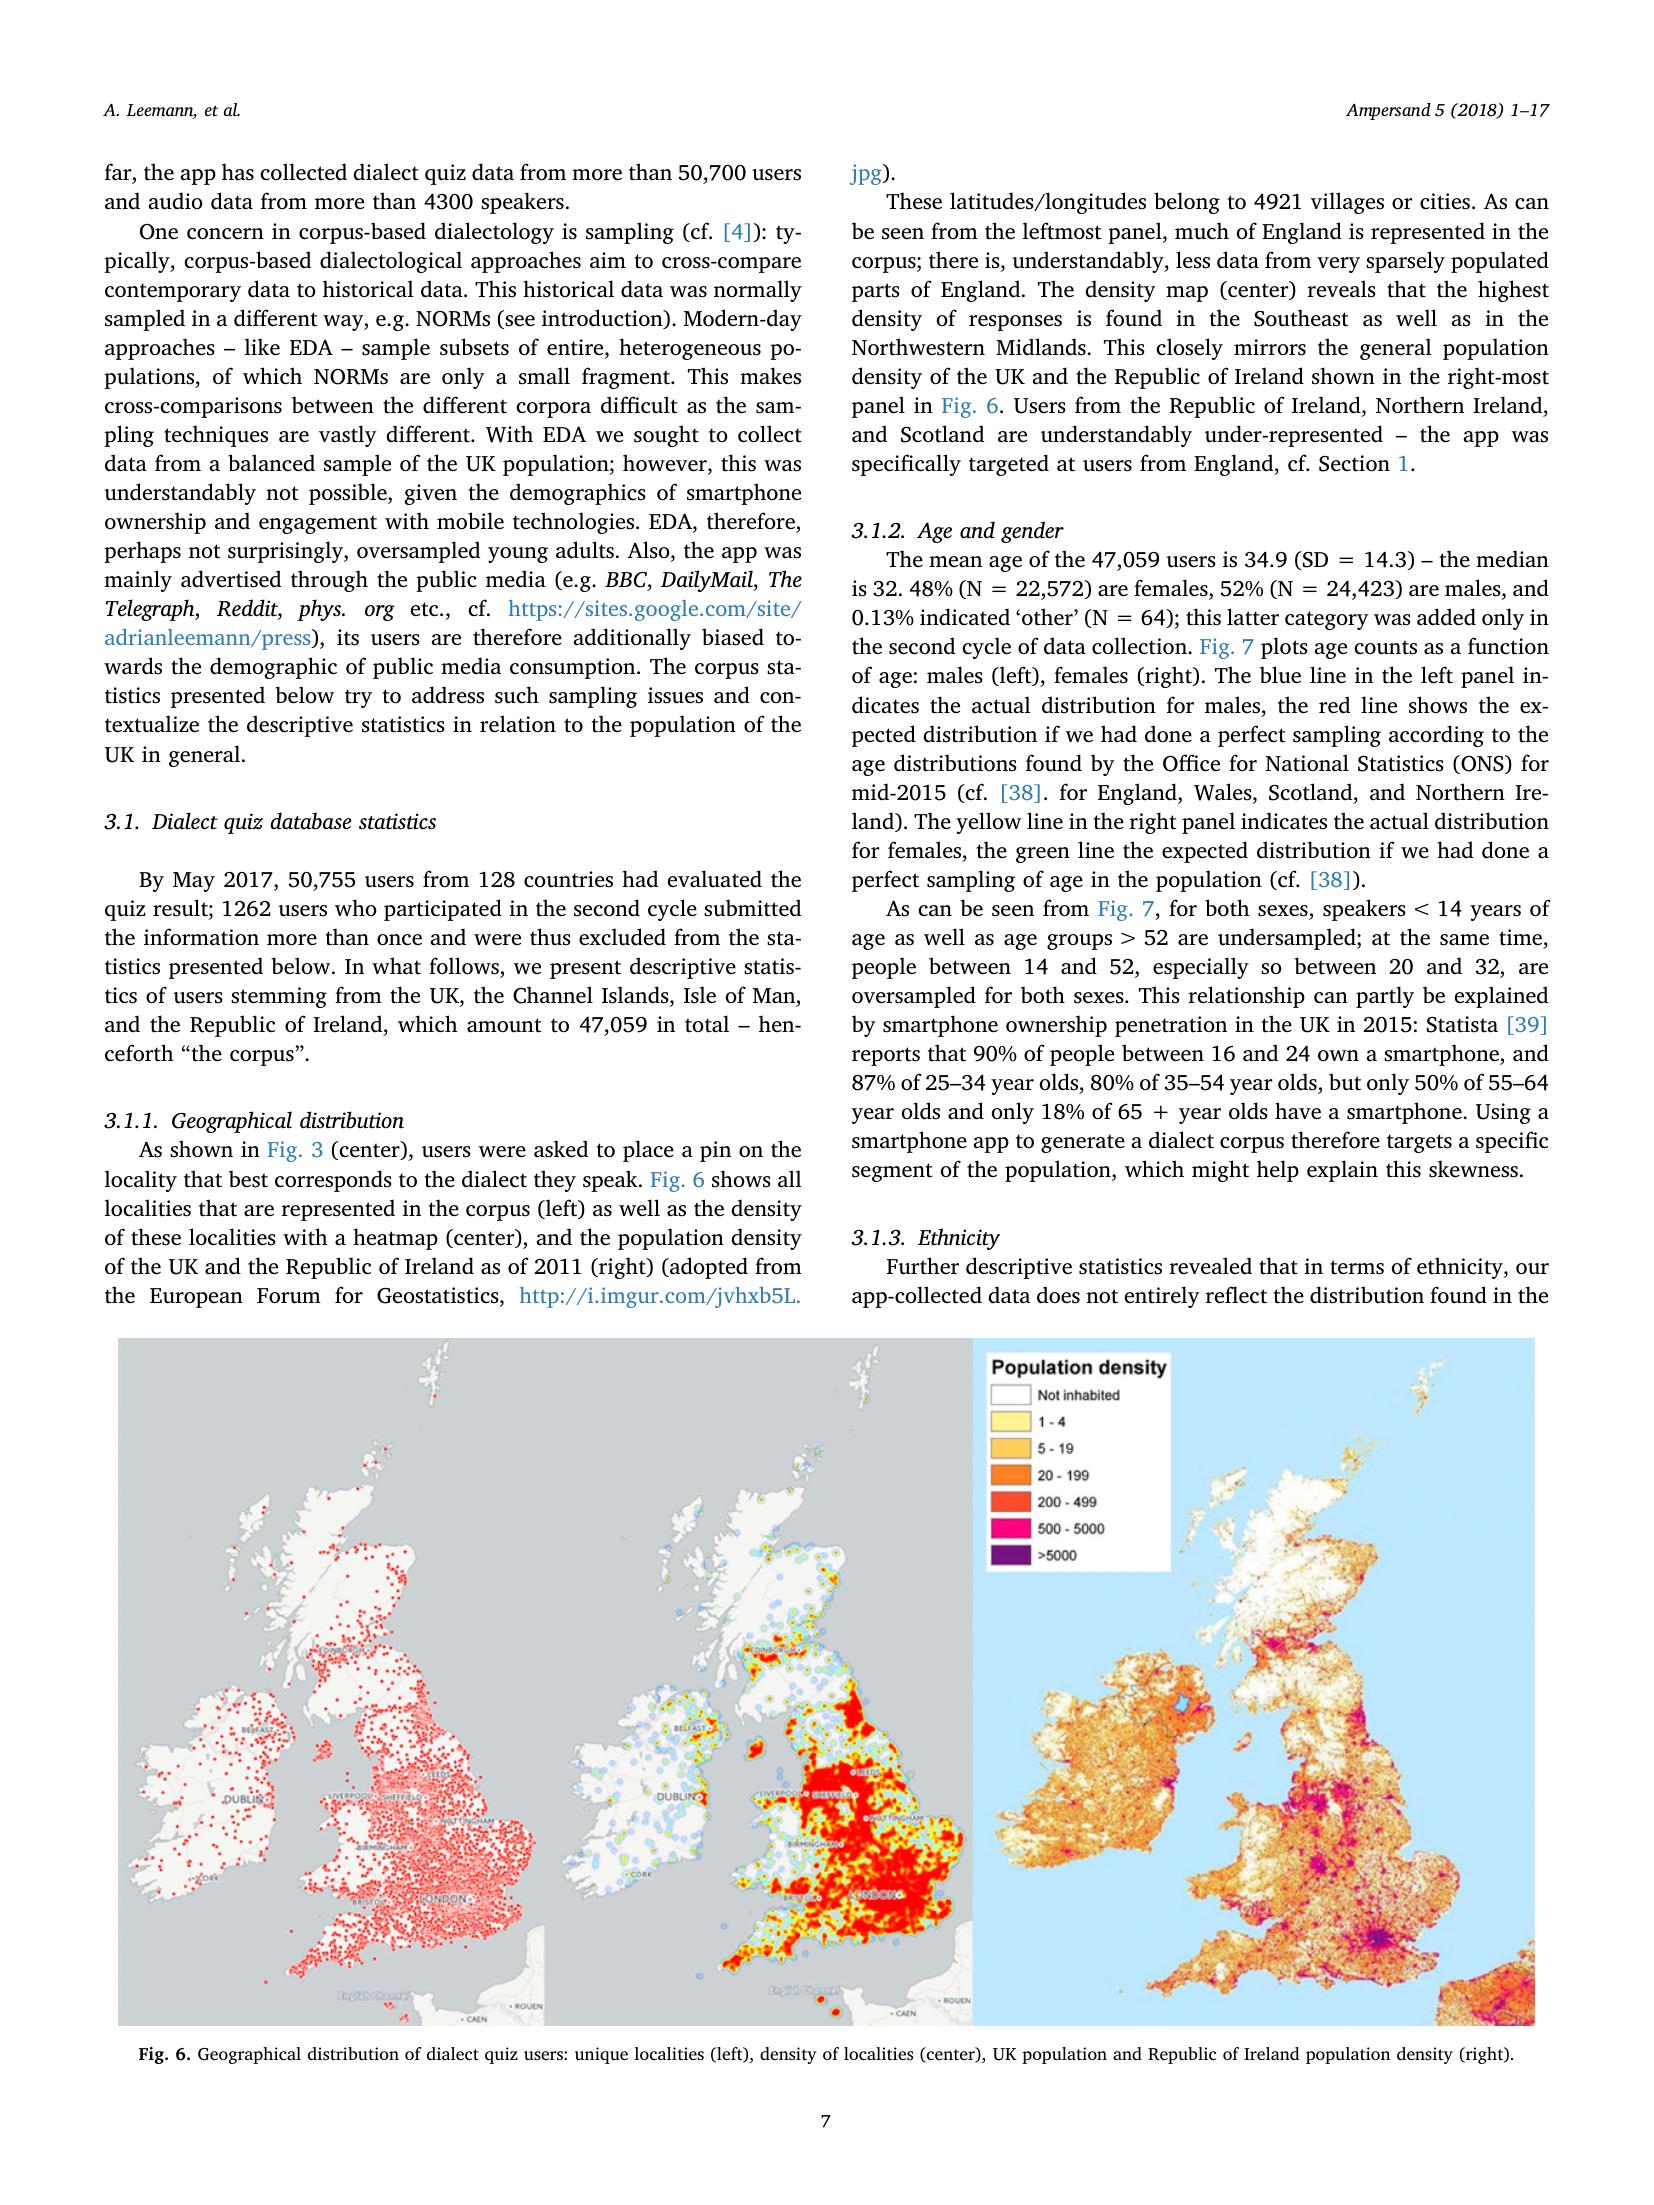 A. Leemann, et al.
Ampersand 5 (2018) 1–17
far, the app has collected dialect quiz data from more than 50,700 users
and audio data from more than 4300 speakers.
One concern in corpus-based dialectology is sampling (cf. [4]): ty-
pically, corpus-based dialectological approaches aim to cross-compare
contemporary data to historical data. This historical data was normally
sampled in a different way, e.g. NORMs (see introduction). Modern-day
approaches – like EDA – sample subsets of entire, heterogeneous po-
pulations, of which NORMs are only a small fragment. This makes
cross-comparisons between the different corpora difficult as the sam-
pling techniques are vastly different. With EDA we sought to collect
data from a balanced sample of the UK population; however, this was
understandably not possible, given the demographics of smartphone
ownership and engagement with mobile technologies. EDA, therefore,
perhaps not surprisingly, oversampled young adults. Also, the app was
mainly advertised through the public media (e.g. BBC, DailyMail, The
Telegraph, Reddit, phys. org etc., cf. https://sites.google.com/site/
adrianleemann/press), its users are therefore additionally biased to-
wards the demographic of public media consumption. The corpus sta-
tistics presented below try to address such sampling issues and con-
textualize the descriptive statistics in relation to the population of the
UK in general.
3.1. Dialect quiz database statistics
By May 2017, 50,755 users from 128 countries had evaluated the
quiz result; 1262 users who participated in the second cycle submitted
the information more than once and were thus excluded from the sta-
tistics presented below. In what follows, we present descriptive statis-
tics of users stemming from the UK, the Channel Islands, Isle of Man,
and the Republic of Ireland, which amount to 47,059 in total – hen-
ceforth “the corpus”.
3.1.1. Geographical distribution
As shown in Fig. 3 (center), users were asked to place a pin on the
locality that best corresponds to the dialect they speak. Fig. 6 shows all
localities that are represented in the corpus (left) as well as the density
of these localities with a heatmap (center), and the population density
of the UK and the Republic of Ireland as of 2011 (right) (adopted from
the European Forum for Geostatistics, http://i.imgur.com/jvhxb5L.
jpg).
These latitudes/longitudes belong to 4921 villages or cities. As can
be seen from the leftmost panel, much of England is represented in the
corpus; there is, understandably, less data from very sparsely populated
parts of England. The density map (center) reveals that the highest
density of responses is found in the Southeast as well as in the
Northwestern Midlands. This closely mirrors the general population
density of the UK and the Republic of Ireland shown in the right-most
panel in Fig. 6. Users from the Republic of Ireland, Northern Ireland,
and Scotland are understandably under-represented – the app was
specifically targeted at users from England, cf. Section 1.
3.1.2. Age and gender
The mean age of the 47,059 users is 34.9 (SD = 14.3) – the median
is 32. 48% (N = 22,572) are females, 52% (N = 24,423) are males, and
0.13% indicated ‘other’ (N = 64); this latter category was added only in
the second cycle of data collection. Fig. 7 plots age counts as a function
of age: males (left), females (right). The blue line in the left panel in-
dicates the actual distribution for males, the red line shows the ex-
pected distribution if we had done a perfect sampling according to the
age distributions found by the Office for National Statistics (ONS) for
mid-2015 (cf. [38]. for England, Wales, Scotland, and Northern Ire-
land). The yellow line in the right panel indicates the actual distribution
for females, the green line the expected distribution if we had done a
perfect sampling of age in the population (cf. [38]).
As can be seen from Fig. 7, for both sexes, speakers < 14 years of
age as well as age groups > 52 are undersampled; at the same time,
people between 14 and 52, especially so between 20 and 32, are
oversampled for both sexes. This relationship can partly be explained
by smartphone ownership penetration in the UK in 2015: Statista [39]
reports that 90% of people between 16 and 24 own a smartphone, and
87% of 25–34 year olds, 80% of 35–54 year olds, but only 50% of 55–64
year olds and only 18% of 65 + year olds have a smartphone. Using a
smartphone app to generate a dialect corpus therefore targets a specific
segment of the population, which might help explain this skewness.
3.1.3. Ethnicity
Further descriptive statistics revealed that in terms of ethnicity, our
app-collected data does not entirely reflect the distribution found in the
EDINBURGH
BELFAST
LEEDS
DUBLIN
LIVERPOOL
SHEFFIELD
NOTTINGHAM
BIRMINGHAM
CORK
BRISTOL
LONDON
English Channel
ROUEN
CAEN
EDINBURGH
BELFAST
LEEDS
DUBLIN
LIVERPOOL
SHEFFIELD
NOTTINGHAM
BIRMINGHAM
CORK
BRISTOL
LONDON
English Channel
ROUEN
CAEN
Population density
Not inhabited
1 - 4
5 - 19
20 - 199
200 - 499
500 - 5000
>5000
Fig. 6. Geographical distribution of dialect quiz users: unique localities (left), density of localities (center), UK population and Republic of Ireland population density (right).
7